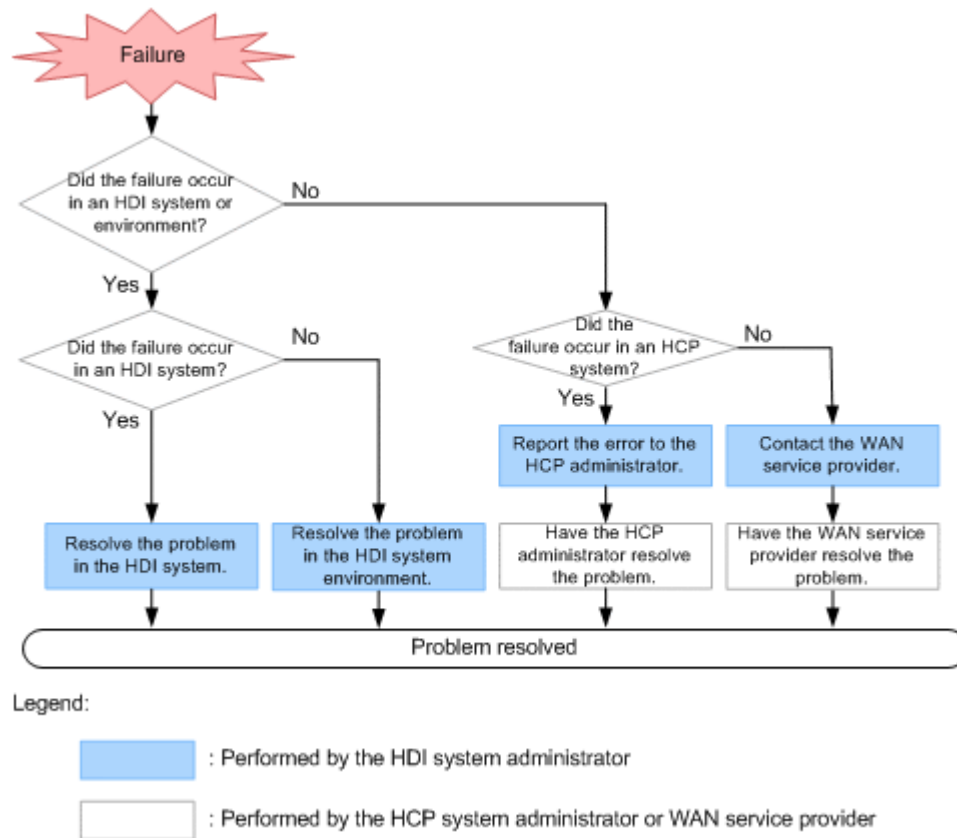 Failure
Did the failure occur
in an HDI system or
environment?
No
Yes
Did the failure occur
in an HDI system?
No
Yes
Did the
failure occur in an HCP
system?
No
Yes
Report the error to the
HCP administrator.
Contact the WAN
service provider.
Resolve the problem
in the HDI system.
Resolve the problem
in the HDI system
environment.
Have the HCP
administrator resolve
the problem.
Have the WAN service
provider resolve the
problem.
Problem resolved
Legend:
: Performed by the HDI system administrator
: Performed by the HCP system administrator or WAN service provider